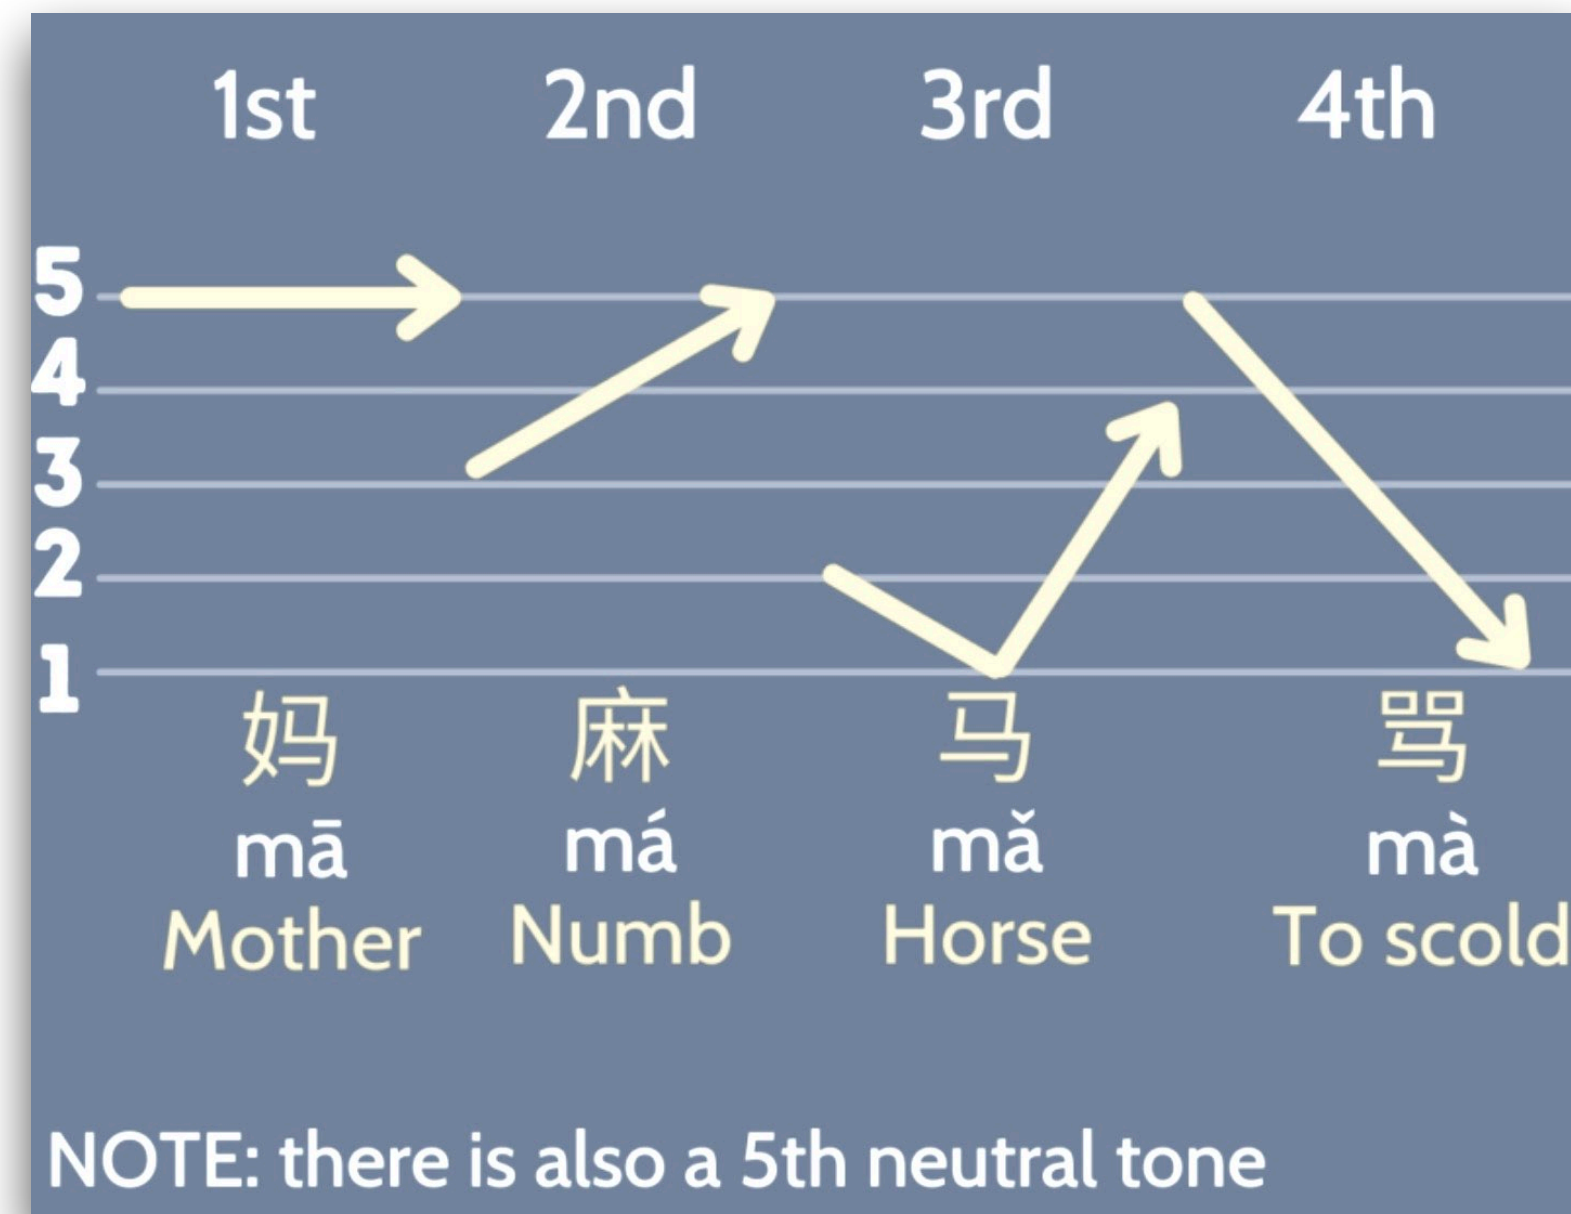 1st 2nd 3rd 4th
5
4
3
2
1
妈 麻 马 骂
mā má mǎ mà
Mother Numb Horse To scold
NOTE: there is also a 5th neutral tone